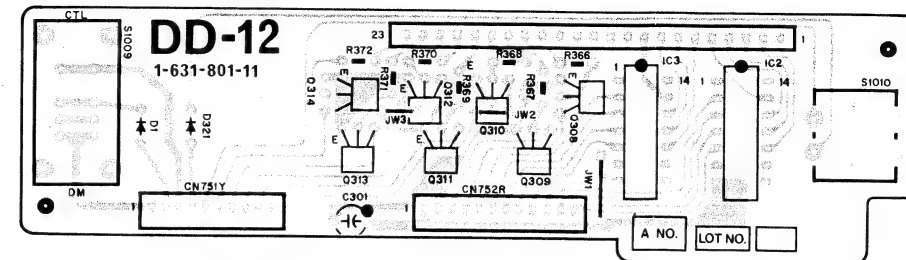 CTL
S1009
DD-12
1-631-801-11
23
1
R372
R370
R368
R366
E
R371
Q314
E
Q312
R369
R367
E
Q308
JW3
JW2
Q310
IC3
1
14
IC2
1
14
S1010
D1
D321
E
Q313
E
Q311
Q309
JW1
DM
CN751Y
1
C301
CN752R
1
A NO.
LOT NO.